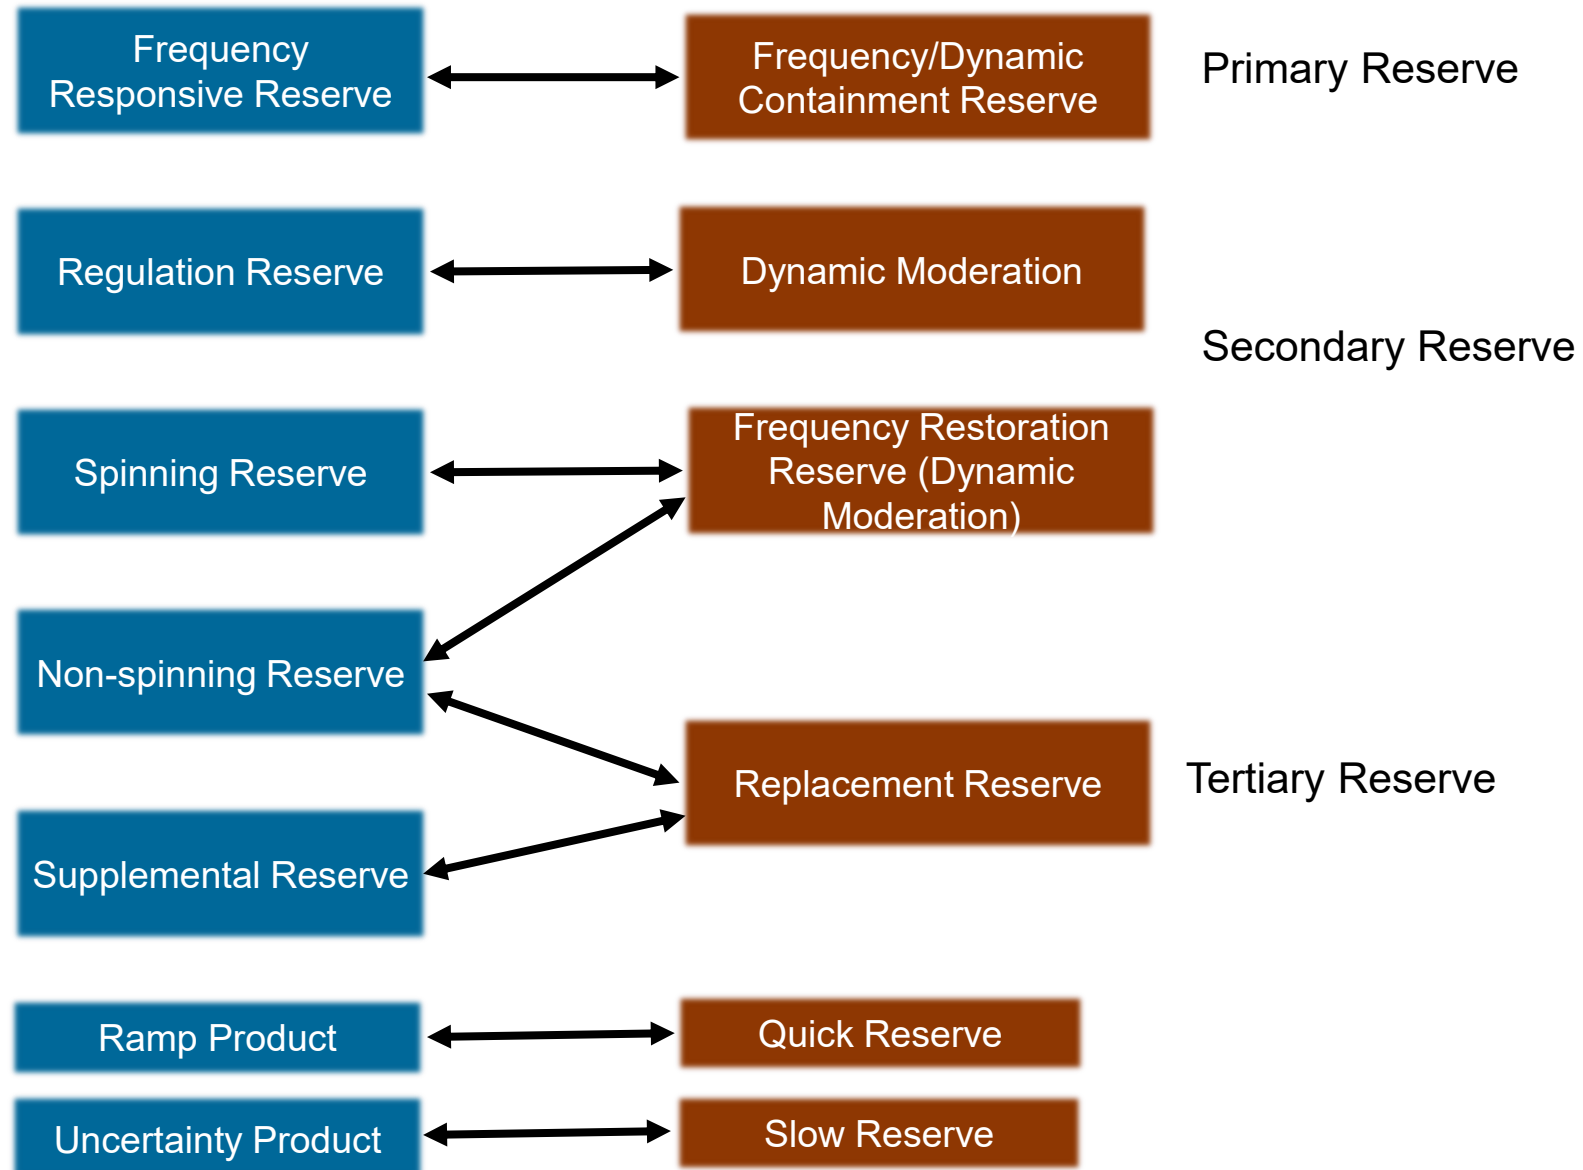 Frequency
Responsive Reserve
Frequency/Dynamic
Containment Reserve
Primary Reserve
Regulation Reserve
Dynamic Moderation
Secondary Reserve
Spinning Reserve
Frequency Restoration
Reserve (Dynamic
Moderation)
Non-spinning Reserve
Replacement Reserve
Tertiary Reserve
Supplemental Reserve
Ramp Product
Quick Reserve
Uncertainty Product
Slow Reserve